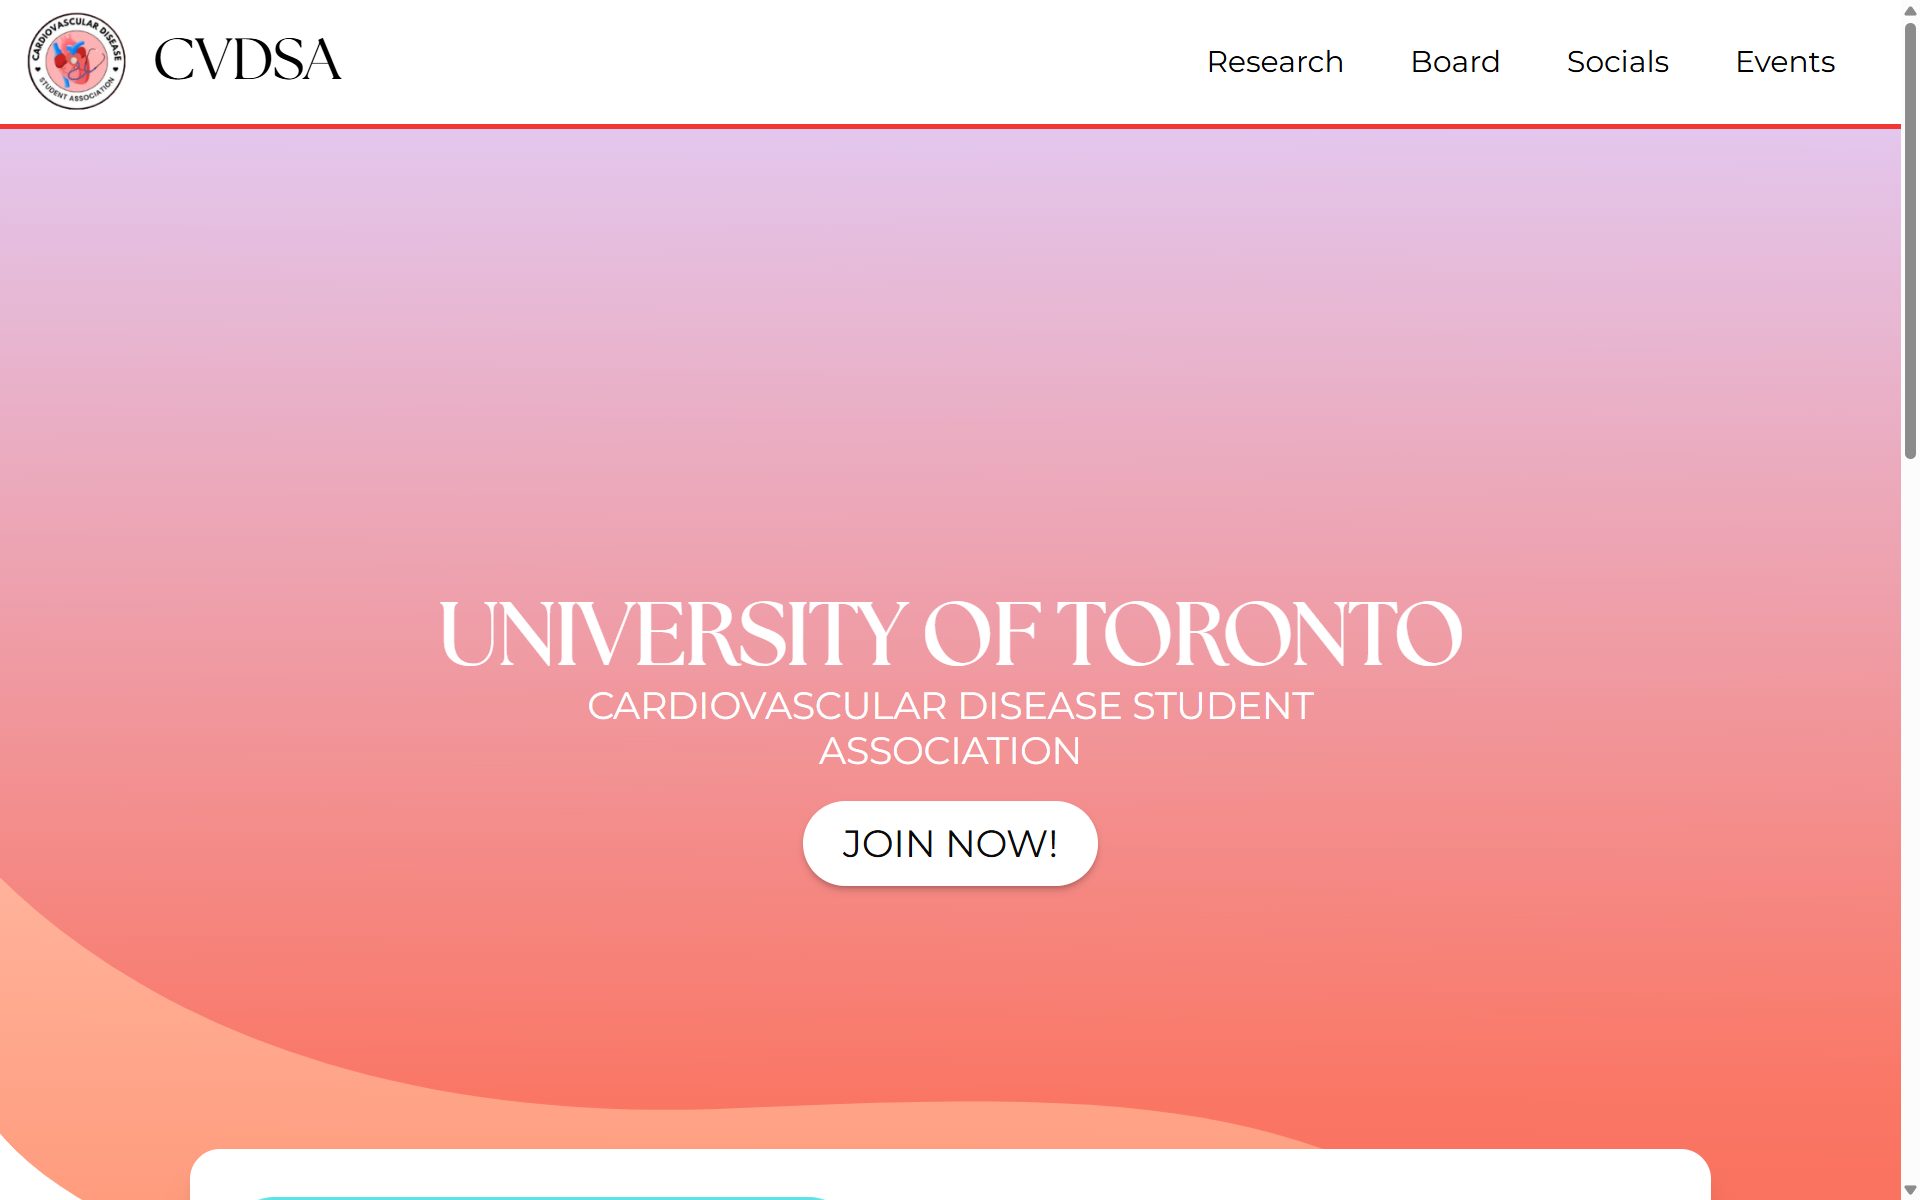 CARDIOVASCULAR DISEASE
STUDENT ASSOCIATION
CVDSA
Research
Board
Socials
Events
UNIVERSITY OF TORONTO
CARDIOVASCULAR DISEASE STUDENT
ASSOCIATION
JOIN NOW!